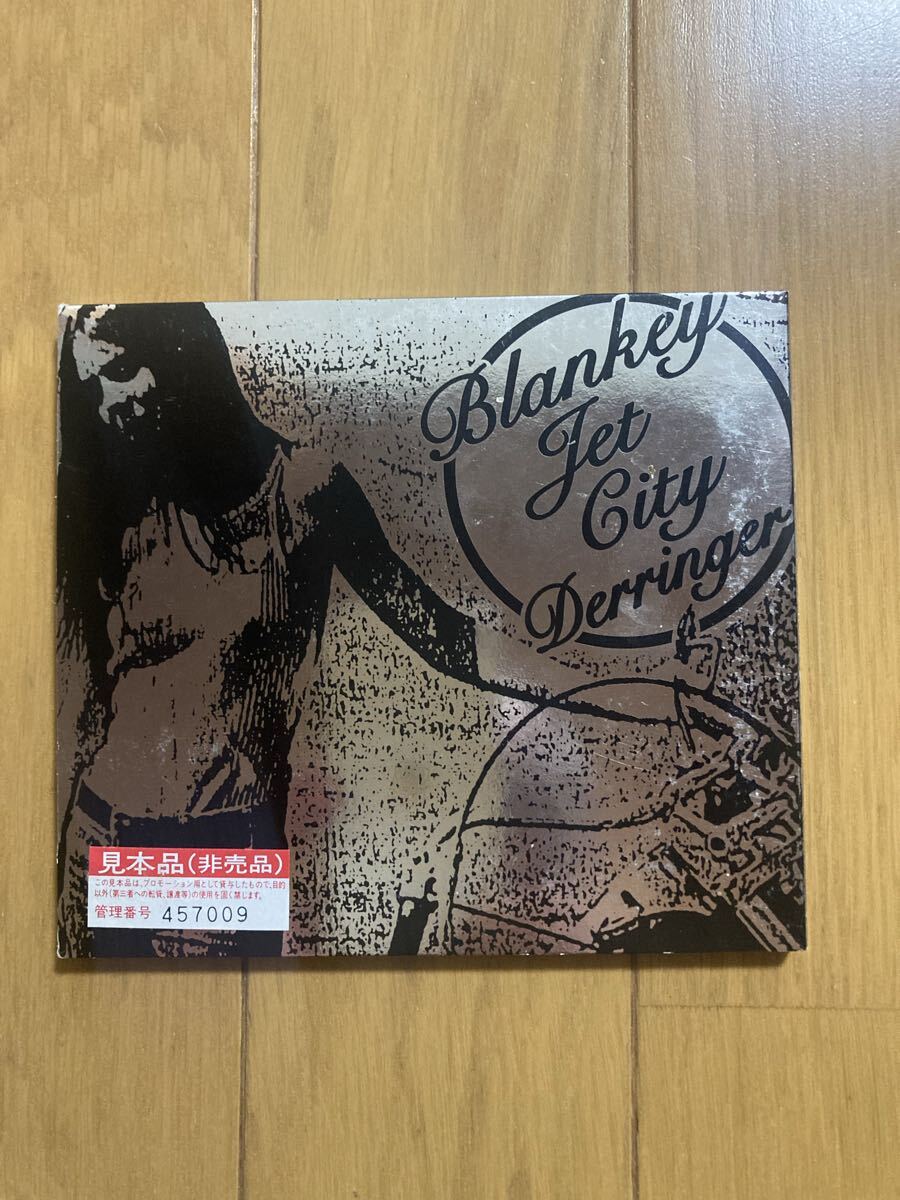 Blankey
Jet
City
Derringer
見本品(非売品)
この見本品は、プロモーション用として貸与したもので、目的
以外(第三者への転貸、譲渡等)の使用を固く禁じます。
管理番号 457009